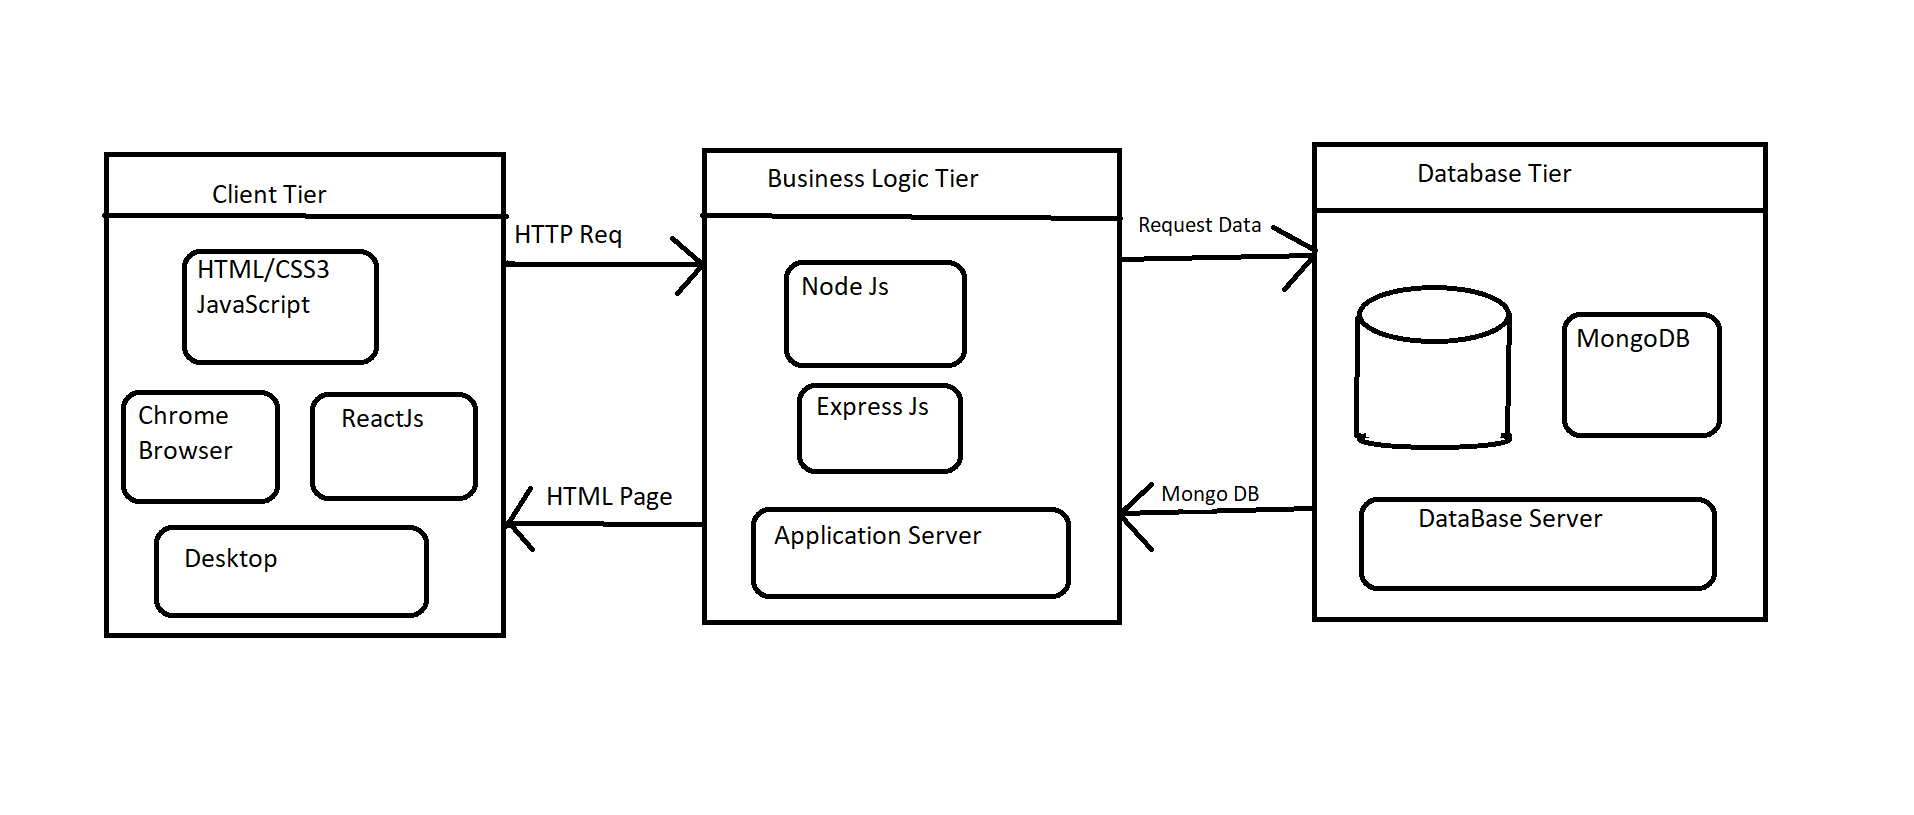 Client Tier
HTML/CSS3
JavaScript
Chrome
Browser
ReactJs
Desktop
HTTP Req
HTML Page
Business Logic Tier
Node Js
Express Js
Application Server
Request Data
Mongo DB
Database Tier
MongoDB
DataBase Server